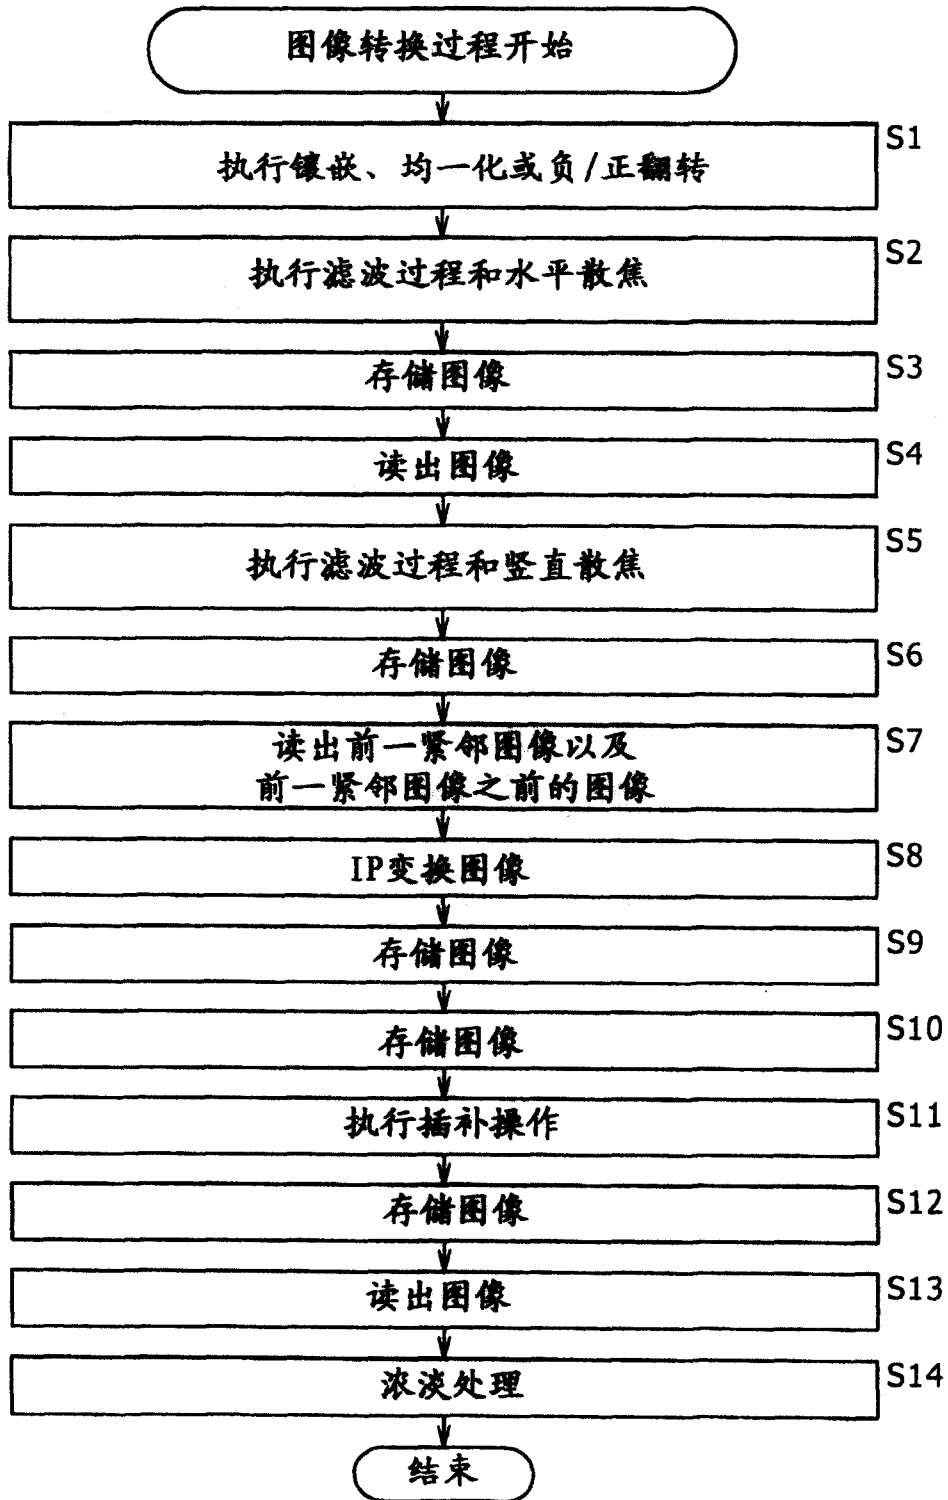 图像转换过程开始
S1
执行镶嵌、均一化或负/正翻转
S2
执行滤波过程和水平散焦
S3
存储图像
S4
读出图像
S5
执行滤波过程和竖直散焦
S6
存储图像
S7
读出前一紧邻图像以及
前一紧邻图像之前的图像
S8
IP变换图像
S9
存储图像
S10
存储图像
S11
执行插补操作
S12
存储图像
S13
读出图像
S14
浓淡处理
结束